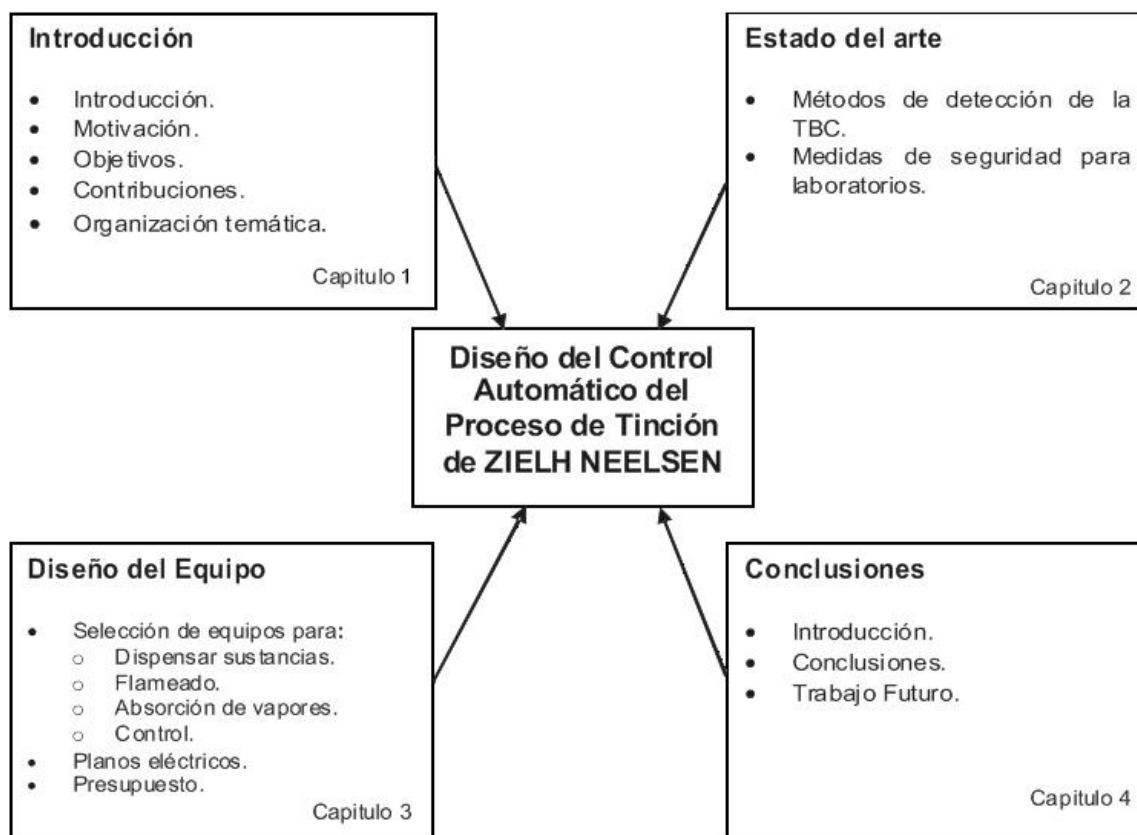 Introducción
• Introducción.
• Motivación.
• Objetivos.
• Contribuciones.
• Organización temática.
Capitulo 1
Estado del arte
• Métodos de detección de la
TBC.
• Medidas de seguridad para
laboratorios.
Capitulo 2
Diseño del Control
Automático del
Proceso de Tinción
de ZIELH NEELSEN
Diseño del Equipo
• Selección de equipos para:
o Dispensar sustancias.
o Flameado.
o Absorción de vapores.
o Control.
• Planos eléctricos.
• Presupuesto.
Capitulo 3
Conclusiones
• Introducción.
• Conclusiones.
• Trabajo Futuro.
Capitulo 4